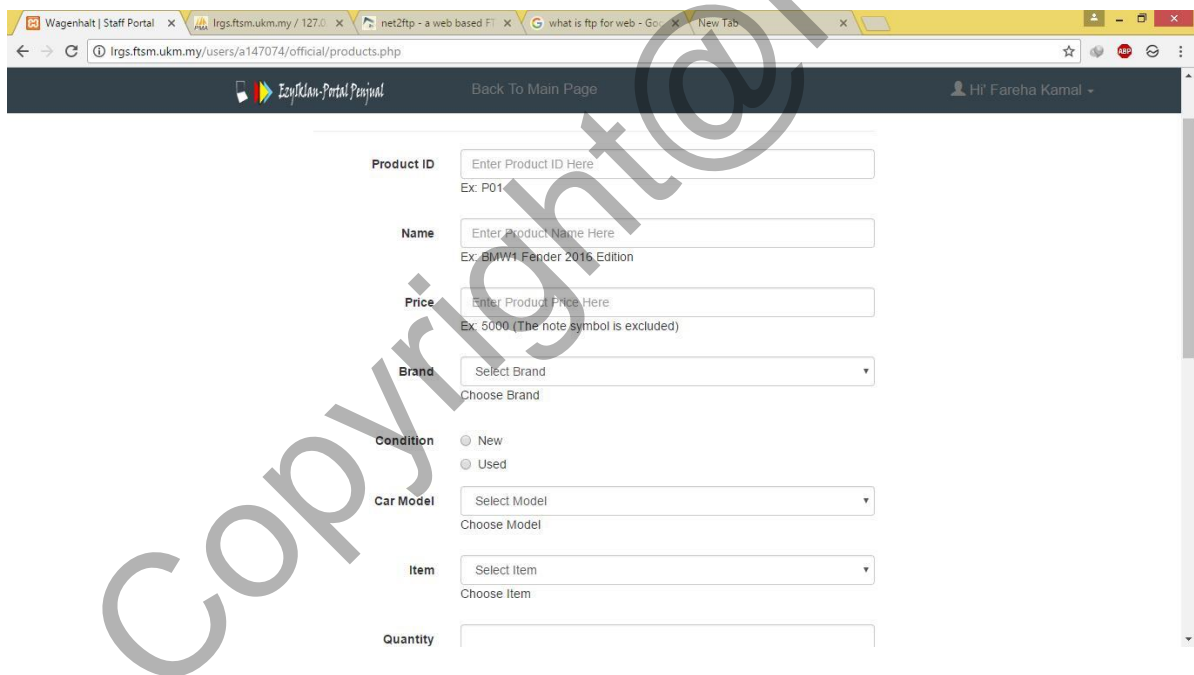 Wagenhalt | Staff Portal
lrgs.ftsm.ukm.my / 127.0
net2ftp - a web based FT
what is ftp for web - Goo
New Tab
lrgs.ftsm.ukm.my/users/a147074/official/products.php
ABP
EzyIklan-Portal Penjual
Back To Main Page
Hi' Fareha Kamal
Product ID
Enter Product ID Here
Ex: P01
Name
Enter Product Name Here
Ex: BMW1 Fender 2016 Edition
Price
Enter Product Price Here
Ex: 5000 (The note symbol is excluded)
Brand
Select Brand
Choose Brand
Condition
New
Used
Car Model
Select Model
Choose Model
Item
Select Item
Choose Item
Quantity
Copyright@